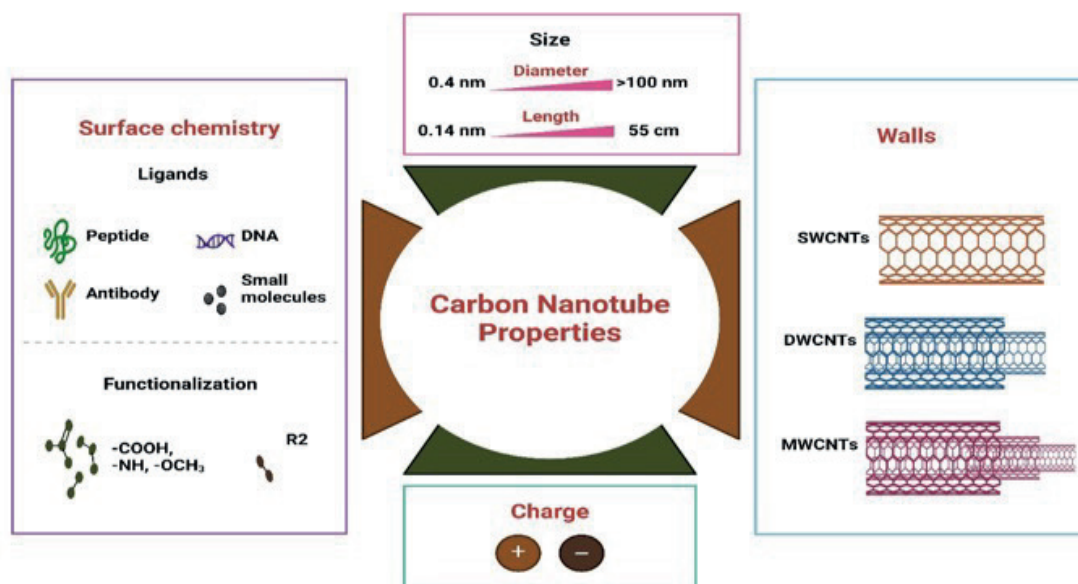 Size
Diameter
0.4 nm >100 nm
Length
0.14 nm 55 cm
Surface chemistry
Ligands
Peptide
DNA
Antibody
Small
molecules
Functionalization
-COOH,
-NH, -OCH₃
R2
Carbon Nanotube
Properties
Walls
SWCNTs
DWCNTs
MWCNTs
Charge
+ −